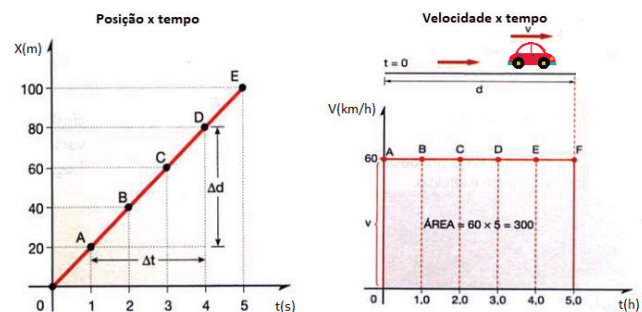 Posição x tempo
X(m)
100
80
60
40
20
0
A
B
C
D
E
Δd
Δt
1 2 3 4 5
t(s)
Velocidade x tempo
v
t = 0
d
V(km/h)
60
A B C D E F
v
ÁREA = 60 × 5 = 300
0 1,0 2,0 3,0 4,0 5,0
t(h)